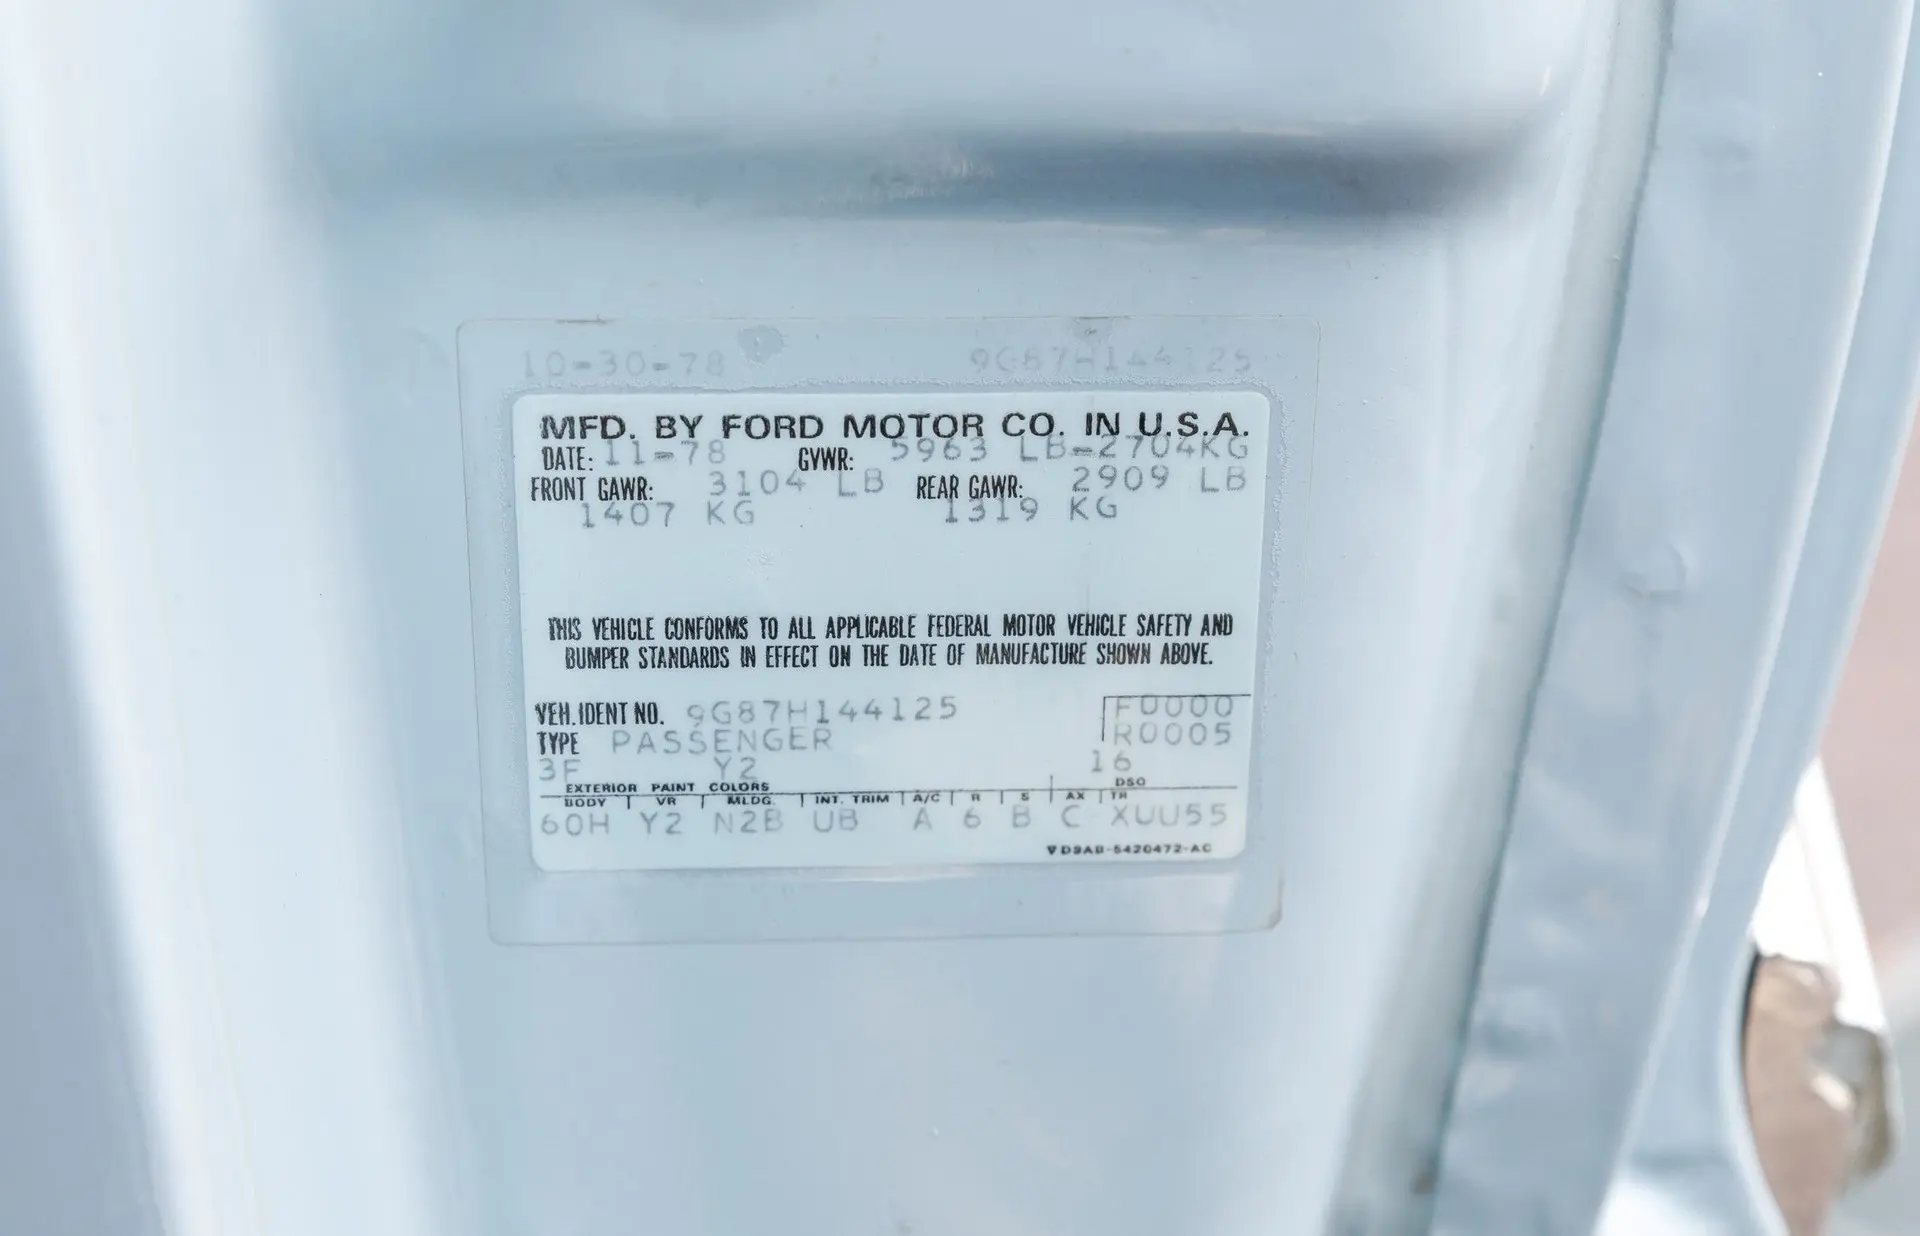 10-30-78 9G87H144125
MFD. BY FORD MOTOR CO. IN U.S.A.
DATE: 11-78 GVWR: 5963 LB-2704KG
FRONT GAWR: 3104 LB REAR GAWR: 2909 LB
1407 KG 1319 KG
THIS VEHICLE CONFORMS TO ALL APPLICABLE FEDERAL MOTOR VEHICLE SAFETY AND
BUMPER STANDARDS IN EFFECT ON THE DATE OF MANUFACTURE SHOWN ABOVE.
VEH. IDENT NO. 9G87H144125 F0000
TYPE PASSENGER R0005
3F Y2 16
EXTERIOR PAINT COLORS DSO
BODY VR MLDG. INT. TRIM A/C R S AX TR
60H Y2 N2B UB A 6 B C XUU55
D9AB-5420472-AC